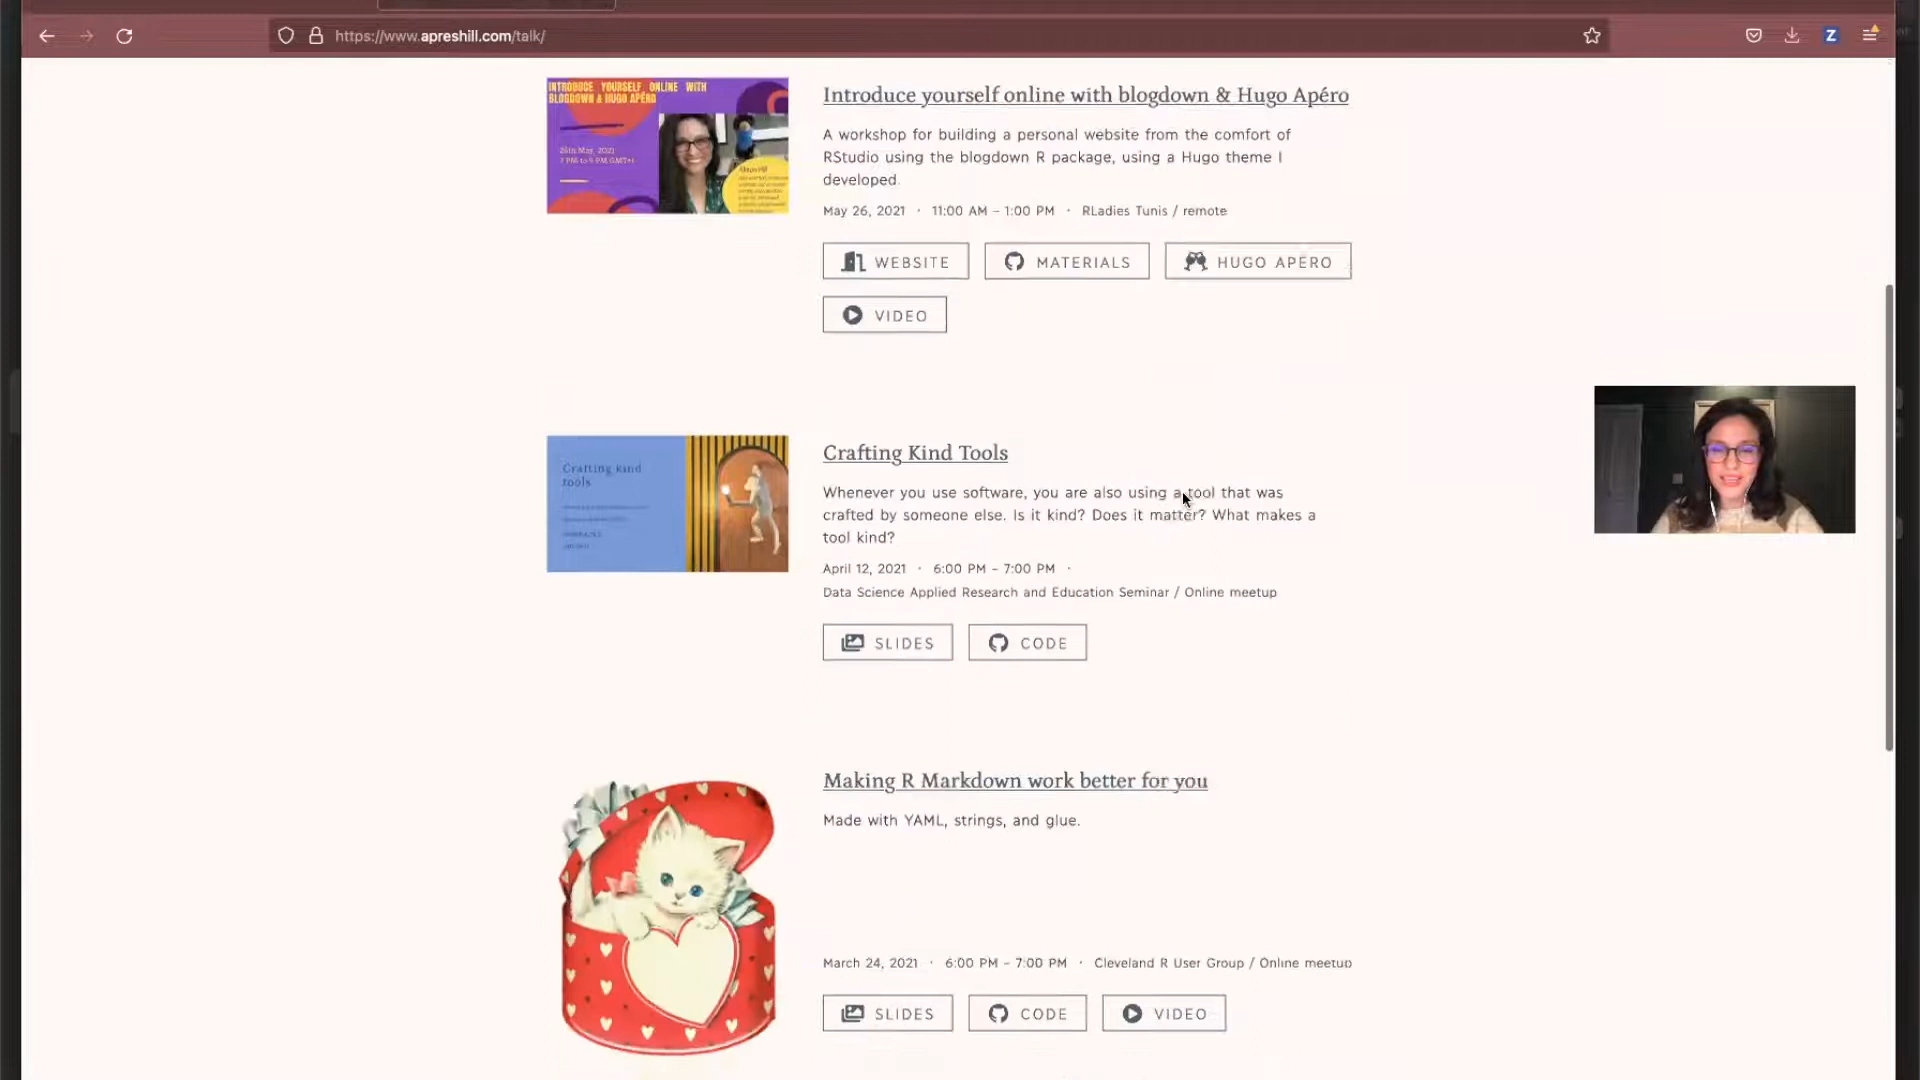 https://www.apreshill.com/talk/
Z
INTRODUCE YOURSELF ONLINE WITH
BLOGDOWN & HUGO APÉRO
26th May, 2021
Introduce yourself online with blogdown & Hugo Apéro
A workshop for building a personal website from the comfort of
RStudio using the blogdown R package, using a Hugo theme I
developed.
May 26, 2021 · 11:00 AM – 1:00 PM · RLadies Tunis / remote
WEBSITE MATERIALS HUGO APÉRO
VIDEO
Crafting kind
tools
Crafting Kind Tools
Whenever you use software, you are also using a tool that was
crafted by someone else. Is it kind? Does it matter? What makes a
tool kind?
April 12, 2021 · 6:00 PM – 7:00 PM ·
Data Science Applied Research and Education Seminar / Online meetup
SLIDES CODE
Making R Markdown work better for you
Made with YAML, strings, and glue.
March 24, 2021 · 6:00 PM – 7:00 PM · Cleveland R User Group / Online meetup
SLIDES CODE VIDEO